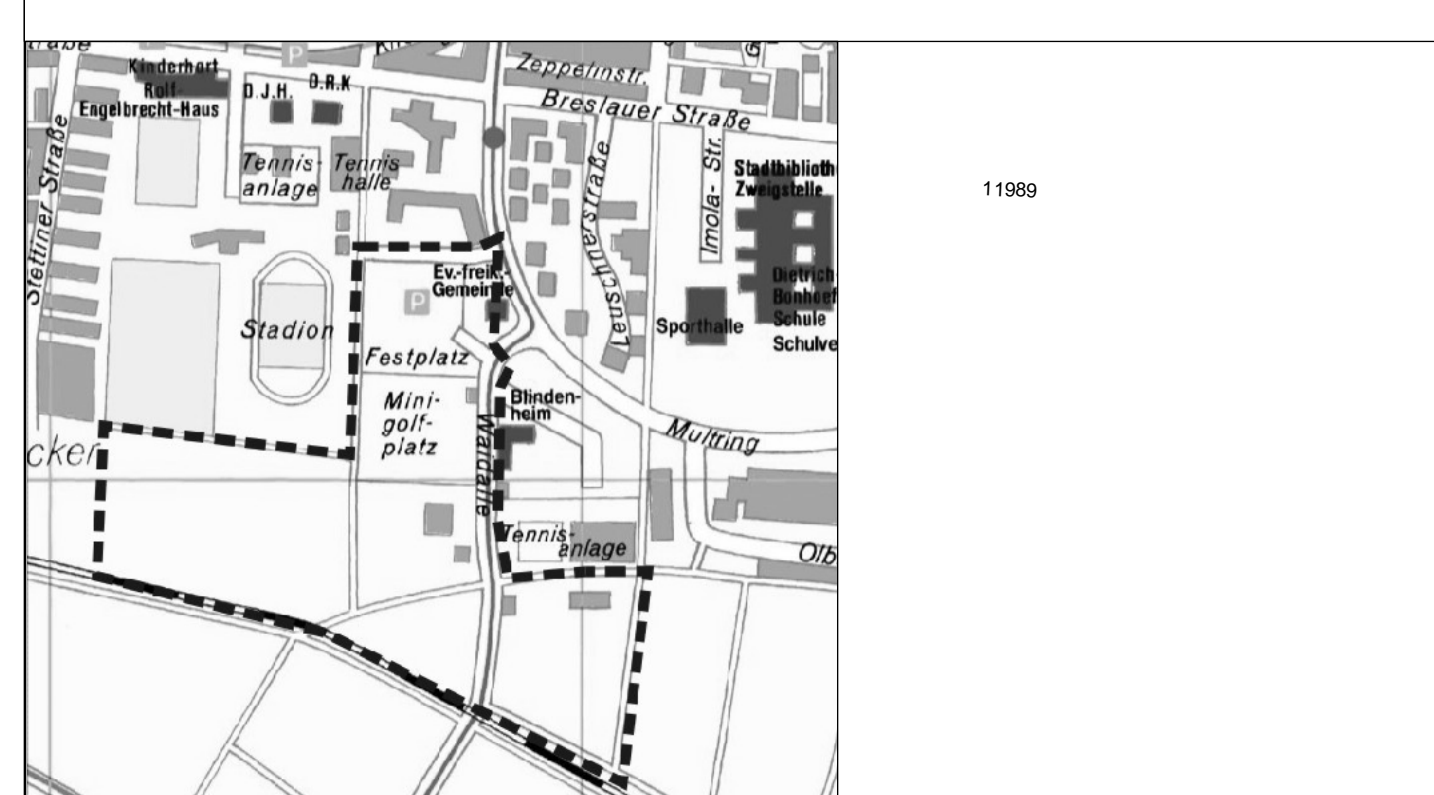 P
Kinderhort
Rolf-
Engelbrecht-Haus
D.J.H.
D.R.K
Zeppelinstr.
Breslauer Straße
Stettiner Straße
Tennis-
anlage
Tennis
halle
Leuschnerstraße
Imola- Str.
Stadtbiblioth
Zweigstelle
11989
Dietrich-
Bonhoef
Schule
Schulve
Sporthalle
Ev.-freik.-
Gemeinde
P
Stadion
Festplatz
Mini-
golf-
platz
Blinden-
heim
Waidallee
Multring
cker
Tennis-
anlage
Olb